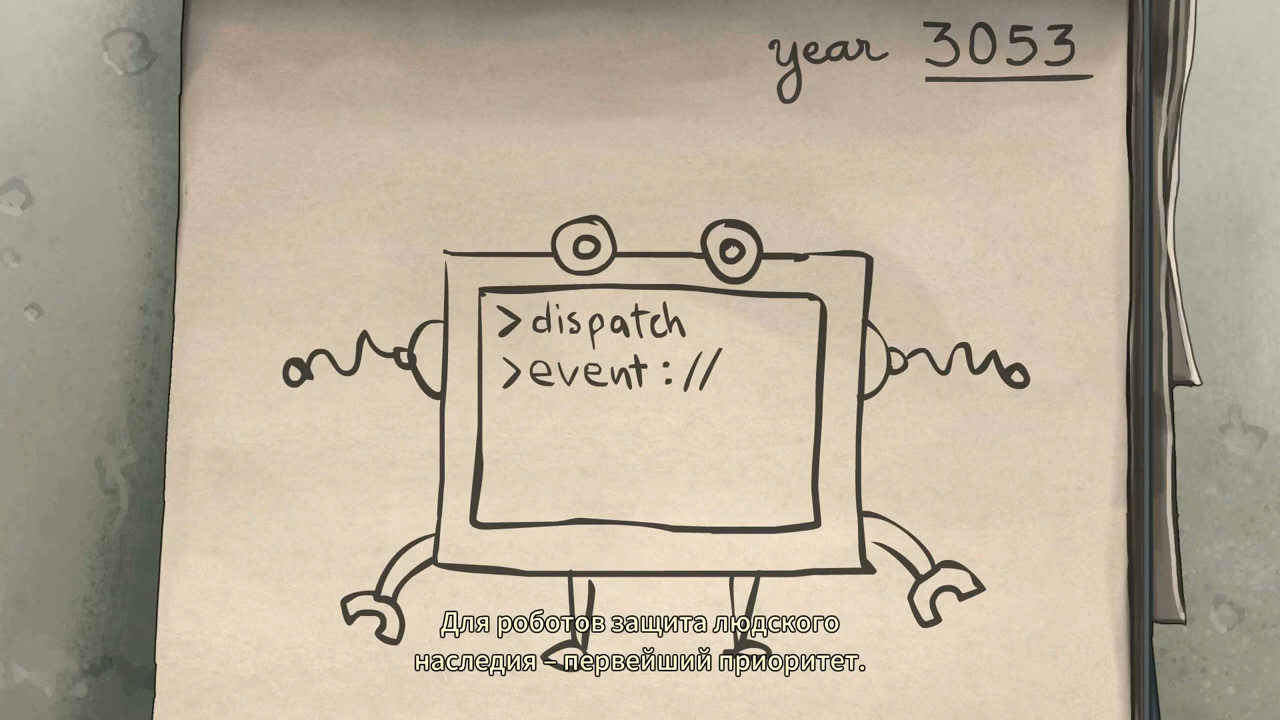 year 3053
>dispatch
>event://
Для роботов защита людского
наследия – первейший приоритет.